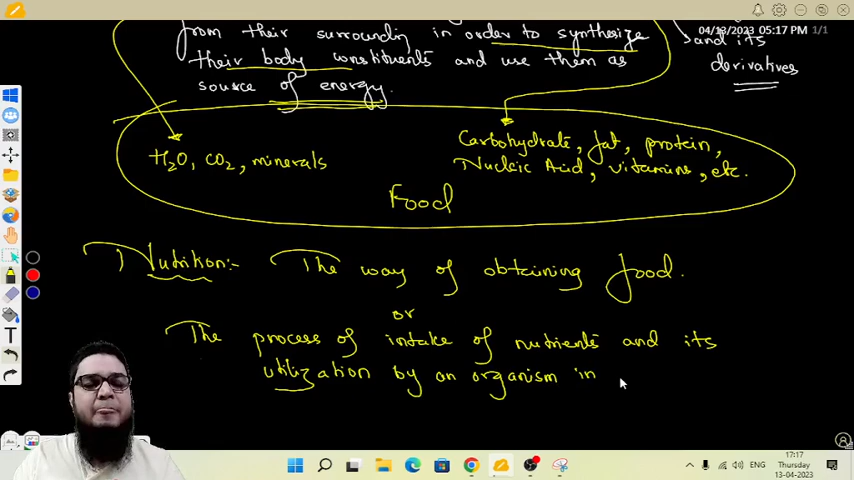 from their surrounding in order to synthesize
their body constituents and use them as
source of energy.
04/13/2023 05:17 PM 1/1
and its
derivatives
H₂O, CO₂, minerals
Carbohydrate, fat, protein,
Nucleic Acid, vitamins, etc.
Food
Nutrition:- The way of obtaining food.
or
The process of intake of nutrients and its
utilization by an organism in
T
ENG
17:17
Thursday
13-04-2023